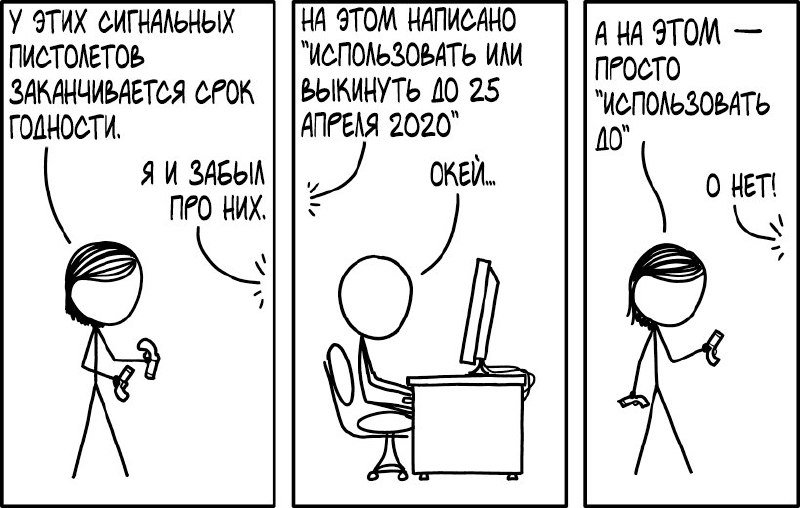 У ЭТИХ СИГНАЛЬНЫХ
ПИСТОЛЕТОВ
ЗАКАНЧИВАЕТСЯ СРОК
ГОДНОСТИ.
Я И ЗАБЫЛ
ПРО НИХ.
НА ЭТОМ НАПИСАНО
"ИСПОЛЬЗОВАТЬ ИЛИ
ВЫКИНУТЬ ДО 25
АПРЕЛЯ 2020"
ОКЕЙ...
А НА ЭТОМ —
ПРОСТО
"ИСПОЛЬЗОВАТЬ
ДО"
О НЕТ!